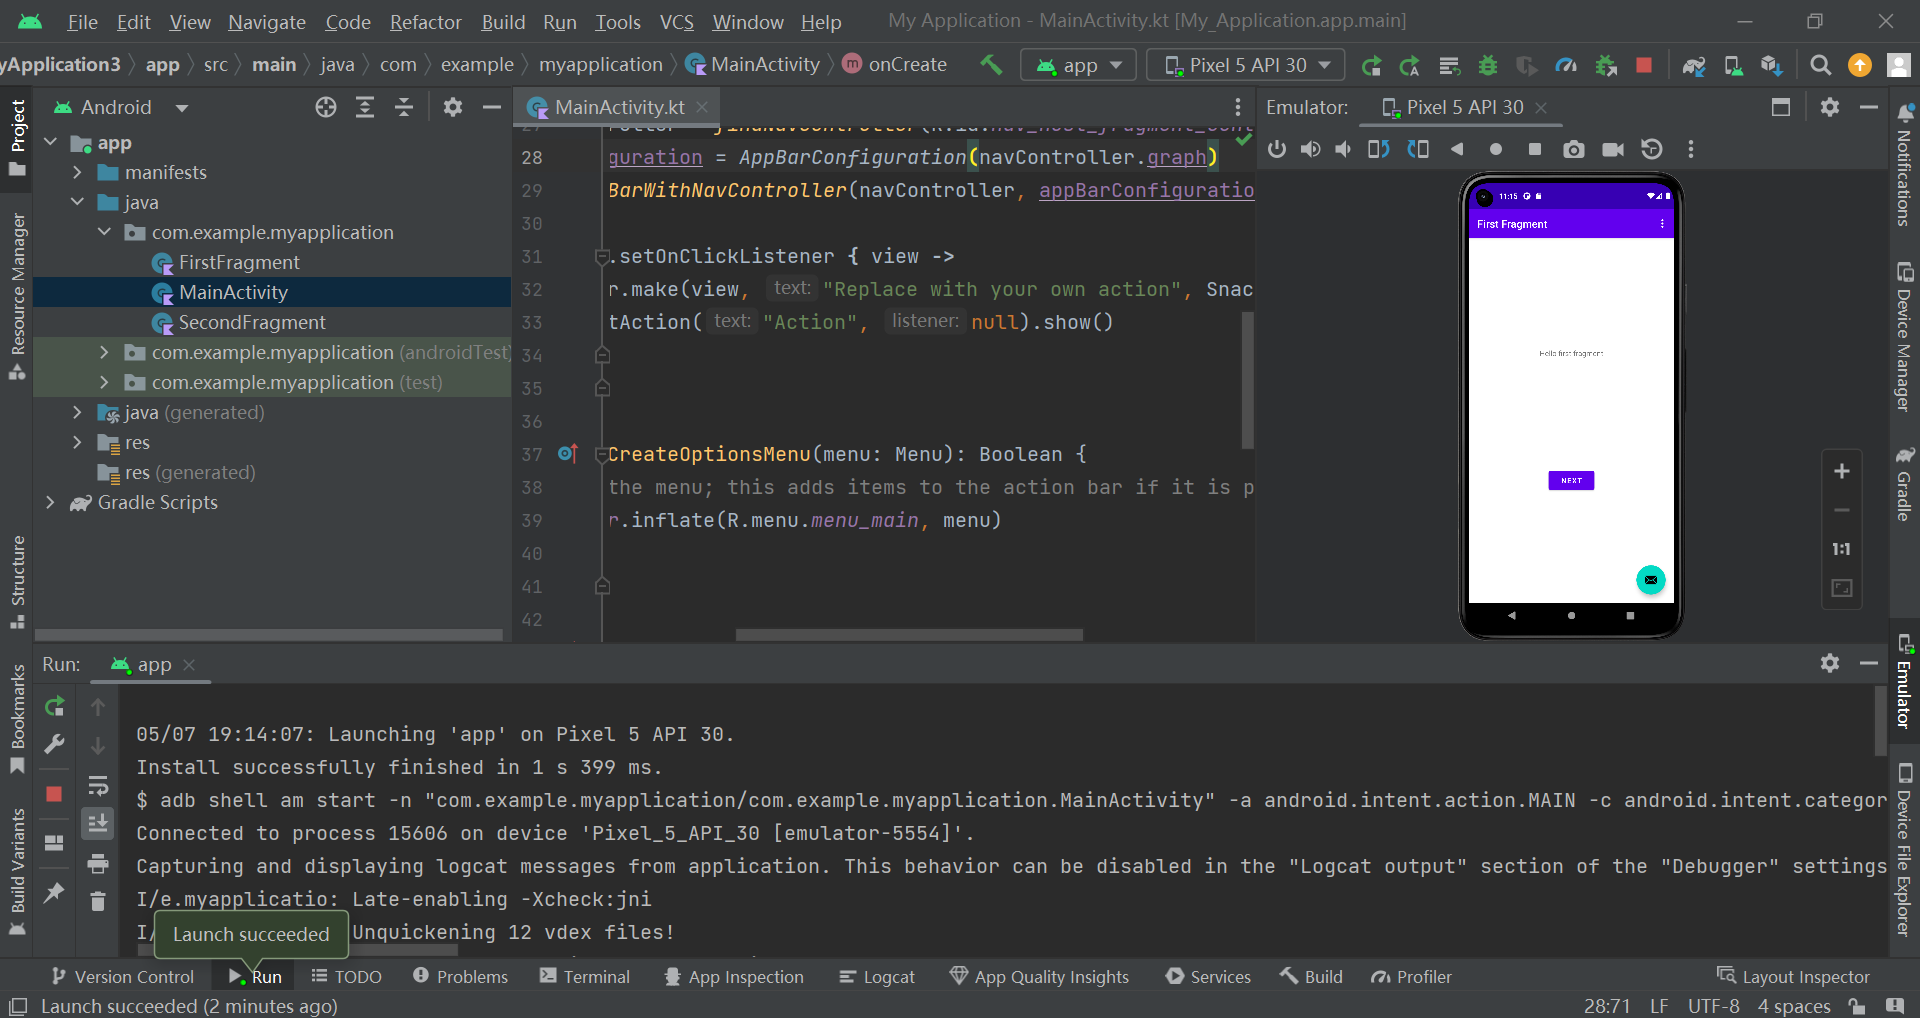 File Edit View Navigate Code Refactor Build Run Tools VCS Window Help My Application - MainActivity.kt [My_Application.app.main]
yApplication3 app src main java com example myapplication MainActivity m onCreate app Pixel 5 API 30
Project
Resource Manager
Structure
Bookmarks
Build Variants
Android
app
manifests
java
com.example.myapplication
FirstFragment
MainActivity
SecondFragment
com.example.myapplication (androidTest)
com.example.myapplication (test)
java (generated)
res
res (generated)
Gradle Scripts
MainActivity.kt
28 guration = AppBarConfiguration(navController.graph)
29 BarWithNavController(navController, appBarConfiguratio
30
31 .setOnClickListener { view ->
32 r.make(view, text: "Replace with your own action", Snac
33 tAction( text: "Action", listener: null).show()
34
35
36
37 CreateOptionsMenu(menu: Menu): Boolean {
38 the menu; this adds items to the action bar if it is p
39 r.inflate(R.menu.menu_main, menu)
40
41
42
Emulator: Pixel 5 API 30
11:15
First Fragment
Hello first fragment
NEXT
1:1
Notifications
Device Manager
Gradle
Emulator
Device File Explorer
Run: app
05/07 19:14:07: Launching 'app' on Pixel 5 API 30.
Install successfully finished in 1 s 399 ms.
$ adb shell am start -n "com.example.myapplication/com.example.myapplication.MainActivity" -a android.intent.action.MAIN -c android.intent.categor
Connected to process 15606 on device 'Pixel_5_API_30 [emulator-5554]'.
Capturing and displaying logcat messages from application. This behavior can be disabled in the "Logcat output" section of the "Debugger" settings
I/e.myapplicatio: Late-enabling -Xcheck:jni
I/ Unquickening 12 vdex files!
Launch succeeded
Version Control Run TODO Problems Terminal App Inspection Logcat App Quality Insights Services Build Profiler Layout Inspector
Launch succeeded (2 minutes ago) 28:71 LF UTF-8 4 spaces